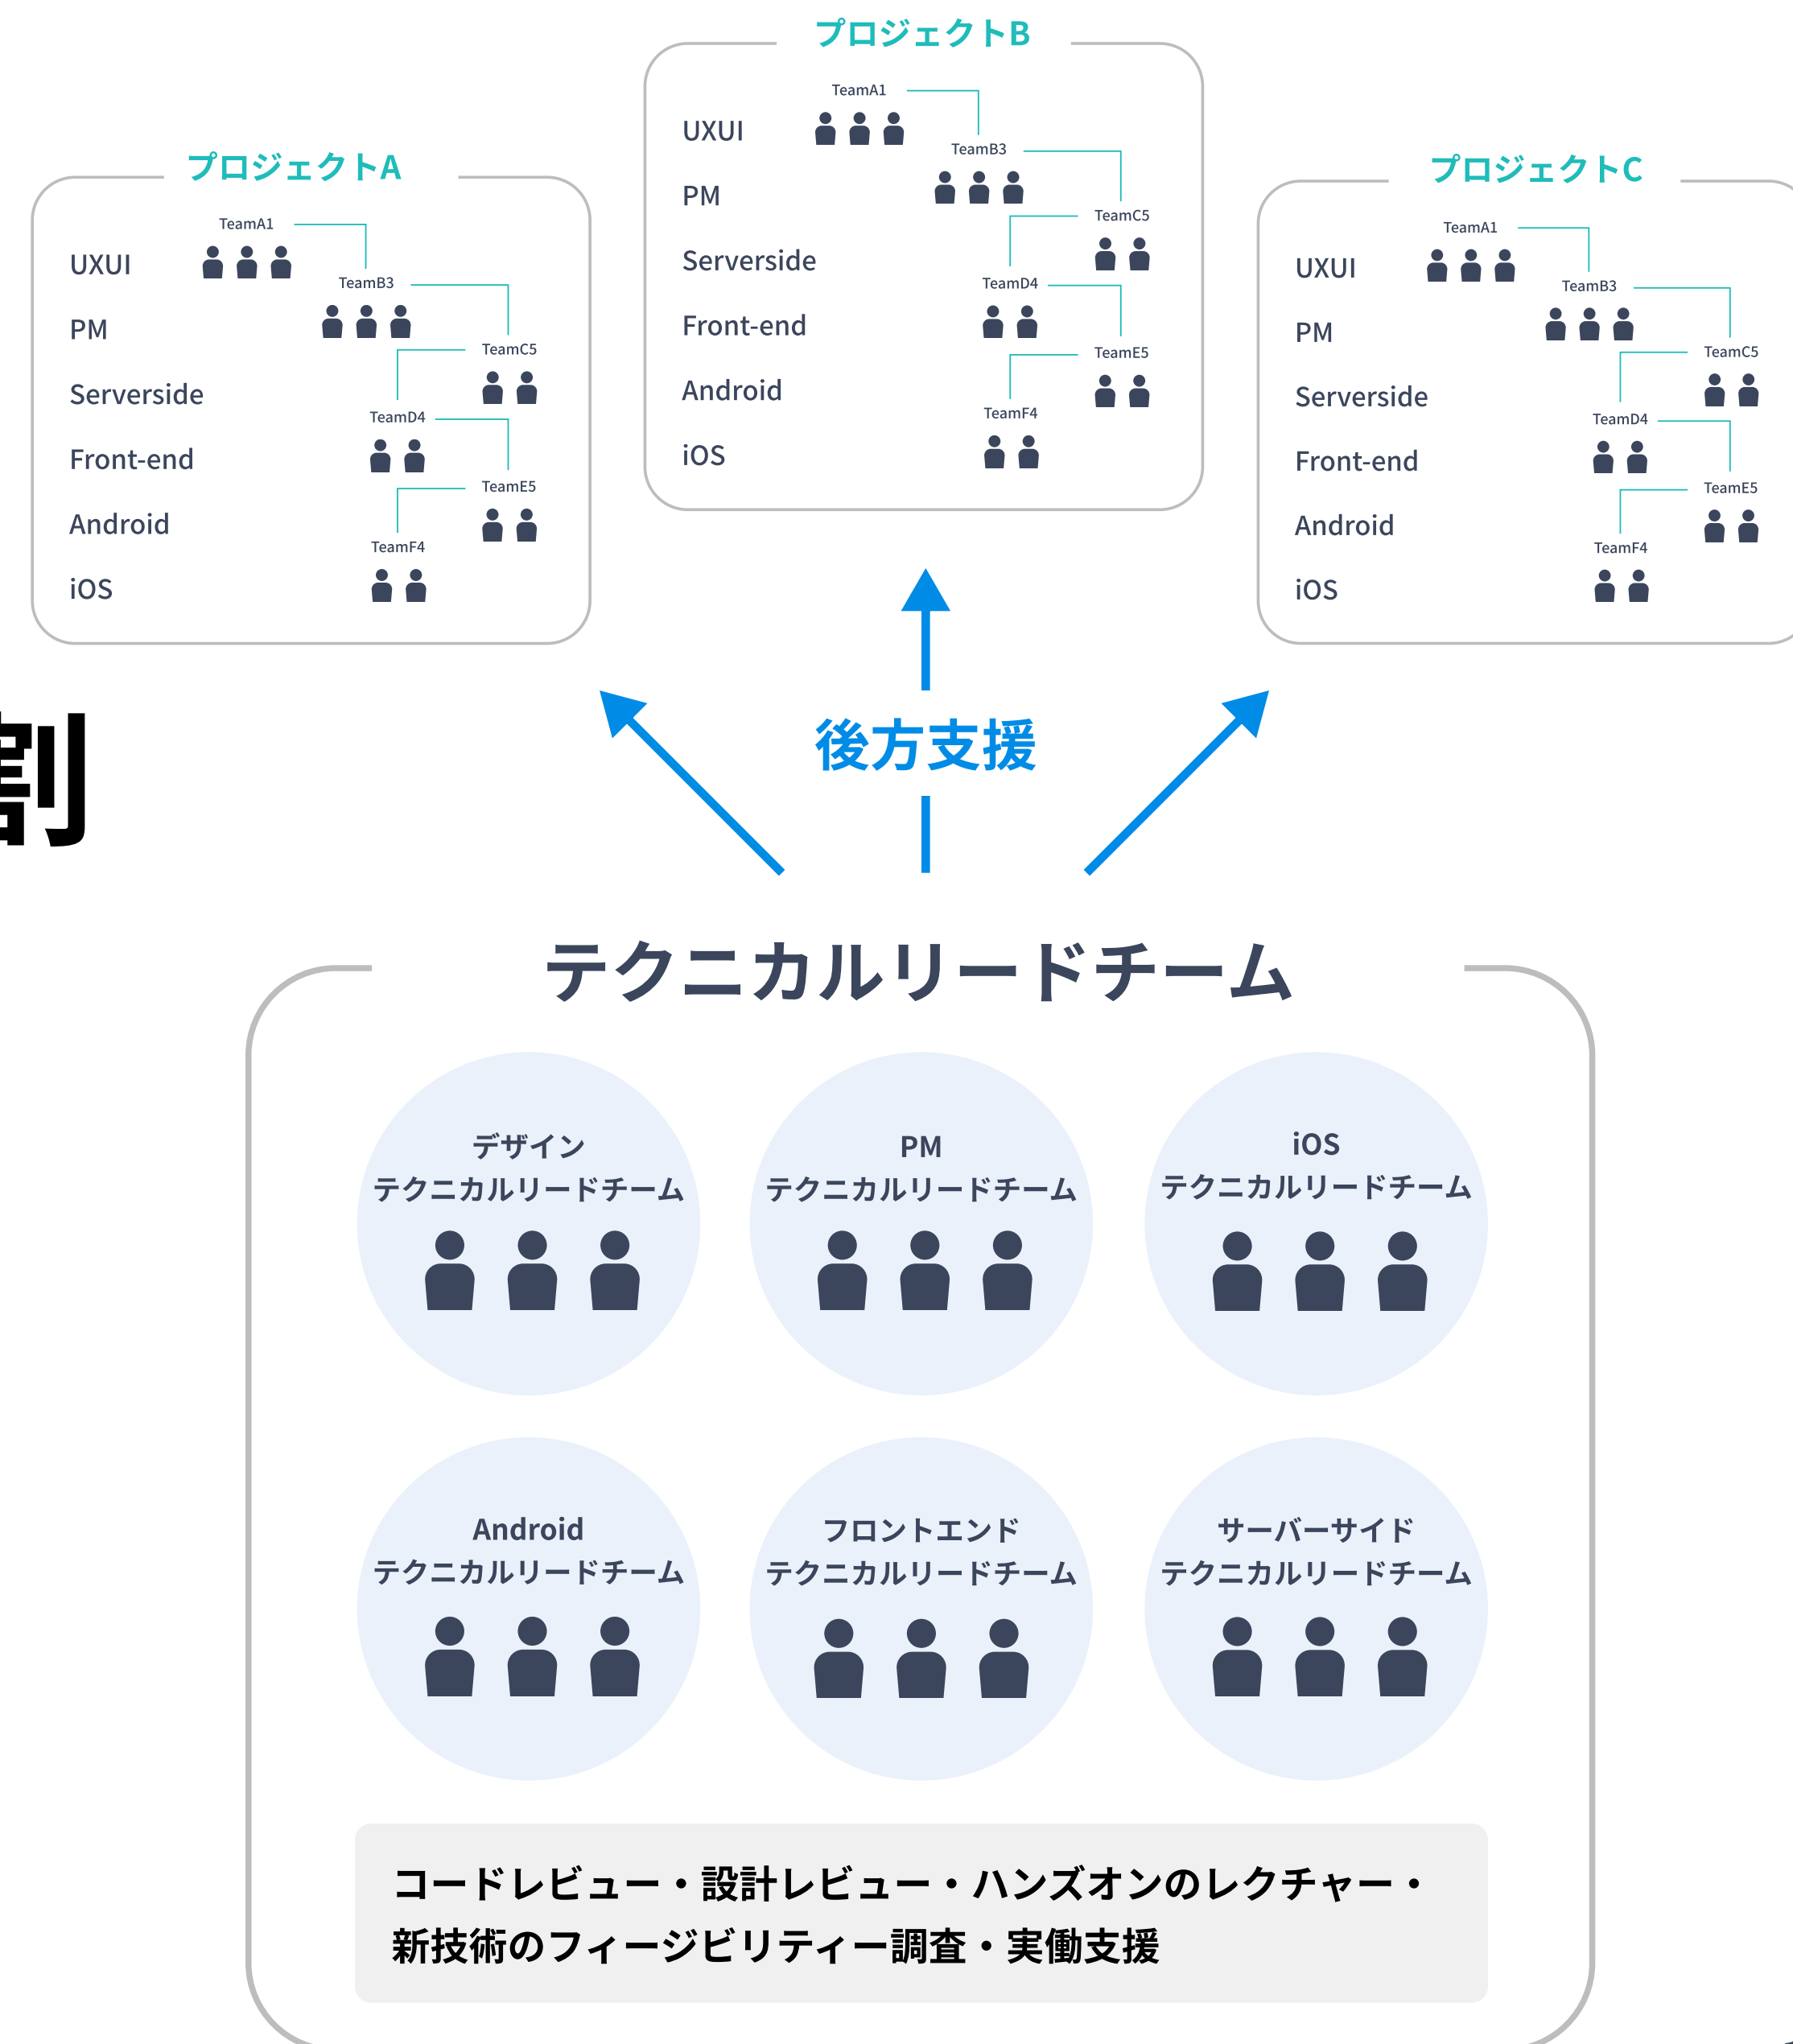 プロジェクトB
TeamA1
UXUI
TeamB3
PM
TeamC5
Serverside
TeamD4
Front-end
TeamE5
Android
TeamF4
iOS
プロジェクトA
TeamA1
UXUI
TeamB3
PM
TeamC5
Serverside
TeamD4
Front-end
TeamE5
Android
TeamF4
iOS
プロジェクトC
TeamA1
UXUI
TeamB3
PM
TeamC5
Serverside
TeamD4
Front-end
TeamE5
Android
TeamF4
iOS
割
後方支援
テクニカルリードチーム
デザイン
テクニカルリードチーム
PM
テクニカルリードチーム
iOS
テクニカルリードチーム
Android
テクニカルリードチーム
フロントエンド
テクニカルリードチーム
サーバーサイド
テクニカルリードチーム
コードレビュー・設計レビュー・ハンズオンのレクチャー・
新技術のフィージビリティー調査・実働支援